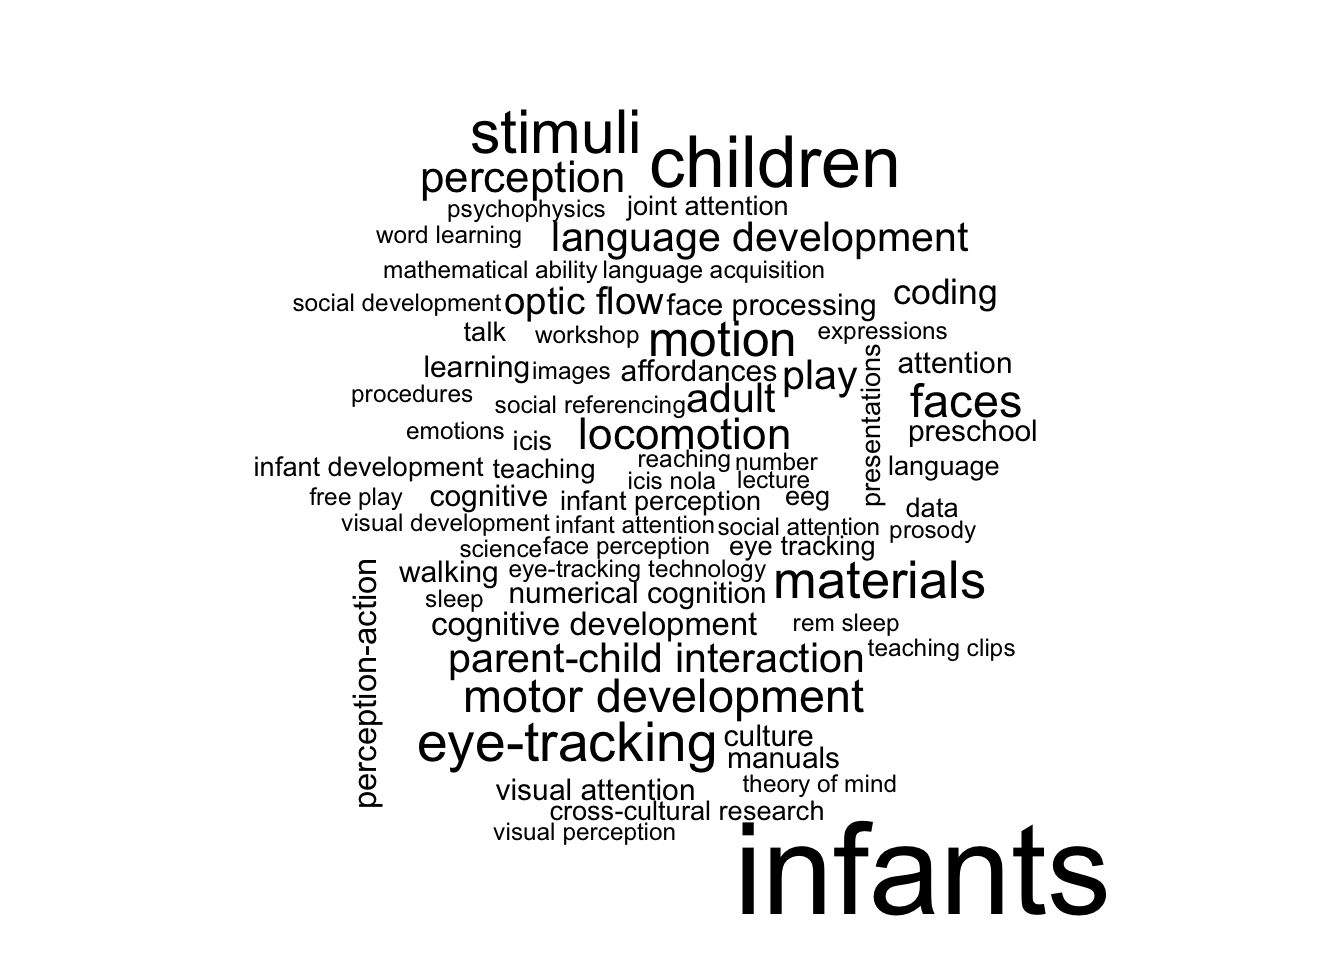 stimuli
children
perception
psychophysics
joint attention
word learning
language development
mathematical ability
language acquisition
social development
optic flow
face processing
coding
talk
workshop
motion
expressions
learning
images
affordances
play
presentations
attention
procedures
social referencing
adult
faces
emotions
icis
locomotion
preschool
infant development
teaching
reaching
number
language
icis nola
lecture
free play
cognitive
infant perception
eeg
data
visual development
infant attention
social attention
prosody
science
face perception
eye tracking
perception-action
walking
eye-tracking technology
materials
sleep
numerical cognition
cognitive development
rem sleep
parent-child interaction
teaching clips
motor development
eye-tracking
culture
manuals
visual attention
theory of mind
cross-cultural research
visual perception
infants